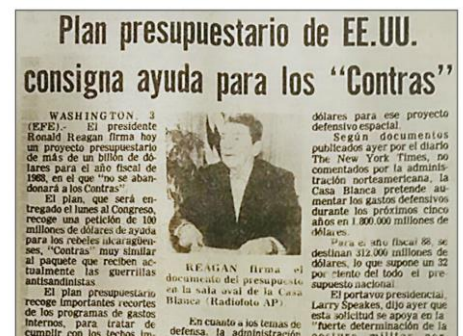 Plan presupuestario de EE.UU.
consigna ayuda para los "Contras"
WASHINGTON, 3
(EFE).- El presidente
Ronald Reagan firma hoy
un proyecto presupuestario
de más de un billón de dó-
lares para el año fiscal de
1988, en el que "no se aban-
donará a los Contras"
El plan, que será en-
tregado el lunes al Congreso,
recoge una petición de 100
millones de dólares de ayuda
para los rebeldes nicaragüen-
ses, "Contras" muy similar
al paquete que reciben ac-
tualmente las guerrillas
antisandinistas
El plan presupuestario
recoge importantes recortes
de los programas de gastos
internos, para tratar de
cumplir con los techos im-
REAGAN firma el
documento del presupuesto
en la sala oval de la Casa
Blanca (Radiofoto AP)
En cuanto a los temas de
defensa, la administración
dólares para ese proyecto
defensivo espacial.
Según documentos
publicados ayer por el diario
The New York Times, no
comentados por la adminis-
tración norteamericana, la
Casa Blanca pretende au-
mentar los gastos defensivos
durante los próximos cinco
años en 1.800.000 millones de
dólares.
Para el año fiscal 88, se
destinan 312.000 millones de
dólares, lo que supone un 32
por ciento del todo el pre-
supuesto nacional
El portavoz presidencial,
Larry Speakes, dijo ayer que
esta solicitud se apoya en la
"fuerte determinación de la